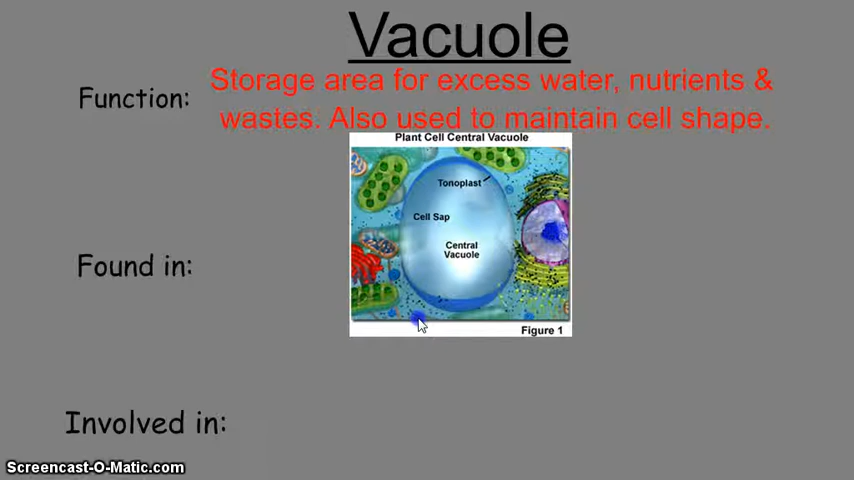 Vacuole
Function:
Storage area for excess water, nutrients &
wastes. Also used to maintain cell shape.
Plant Cell Central Vacuole
Tonoplast
Cell Sap
Central
Vacuole
Found in:
Figure 1
Involved in:
Screencast-O-Matic.com